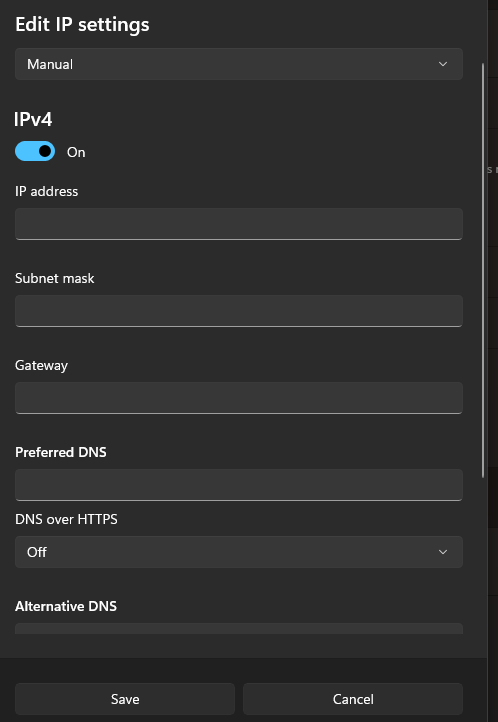 Edit IP settings
Manual
IPv4
On
IP address
Subnet mask
Gateway
Preferred DNS
DNS over HTTPS
Off
Alternative DNS
Save
Cancel